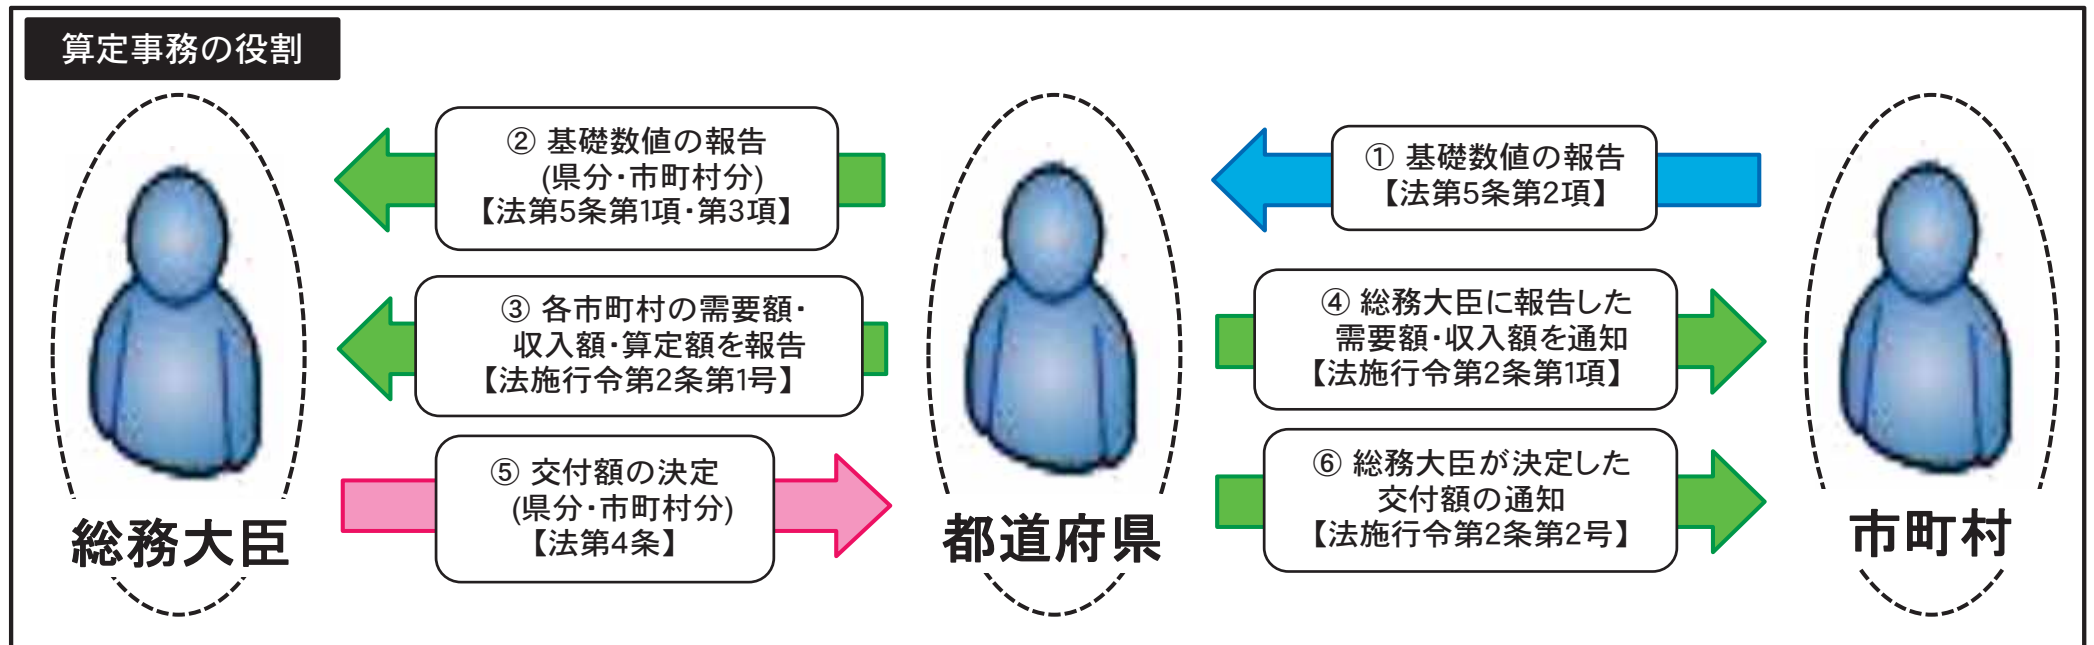 算定事務の役割
② 基礎数値の報告
(県分・市町村分)
【法第5条第1項・第3項】
① 基礎数値の報告
【法第5条第2項】
③ 各市町村の需要額・
収入額・算定額を報告
【法施行令第2条第1号】
④ 総務大臣に報告した
需要額・収入額を通知
【法施行令第2条第1項】
⑤ 交付額の決定
(県分・市町村分)
【法第4条】
⑥ 総務大臣が決定した
交付額の通知
【法施行令第2条第2号】
総務大臣
都道府県
市町村